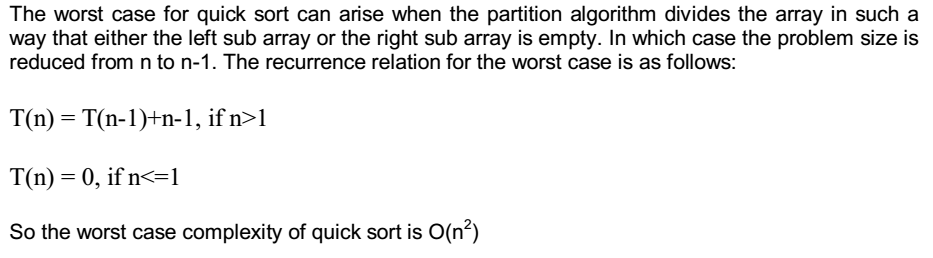 The worst case for quick sort can arise when the partition algorithm divides the array in such a
way that either the left sub array or the right sub array is empty. In which case the problem size is
reduced from n to n-1. The recurrence relation for the worst case is as follows:
T(n) = T(n-1)+n-1, if n>1
T(n) = 0, if n<=1
So the worst case complexity of quick sort is O(n²)